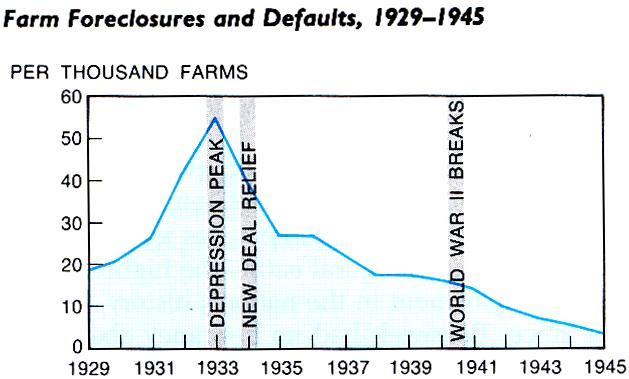 Farm Foreclosures and Defaults, 1929–1945
PER THOUSAND FARMS
60
50
40
30
20
10
0
DEPRESSION PEAK
NEW DEAL RELIEF
WORLD WAR II BREAKS
1929 1931 1933 1935 1937 1939 1941 1943 1945